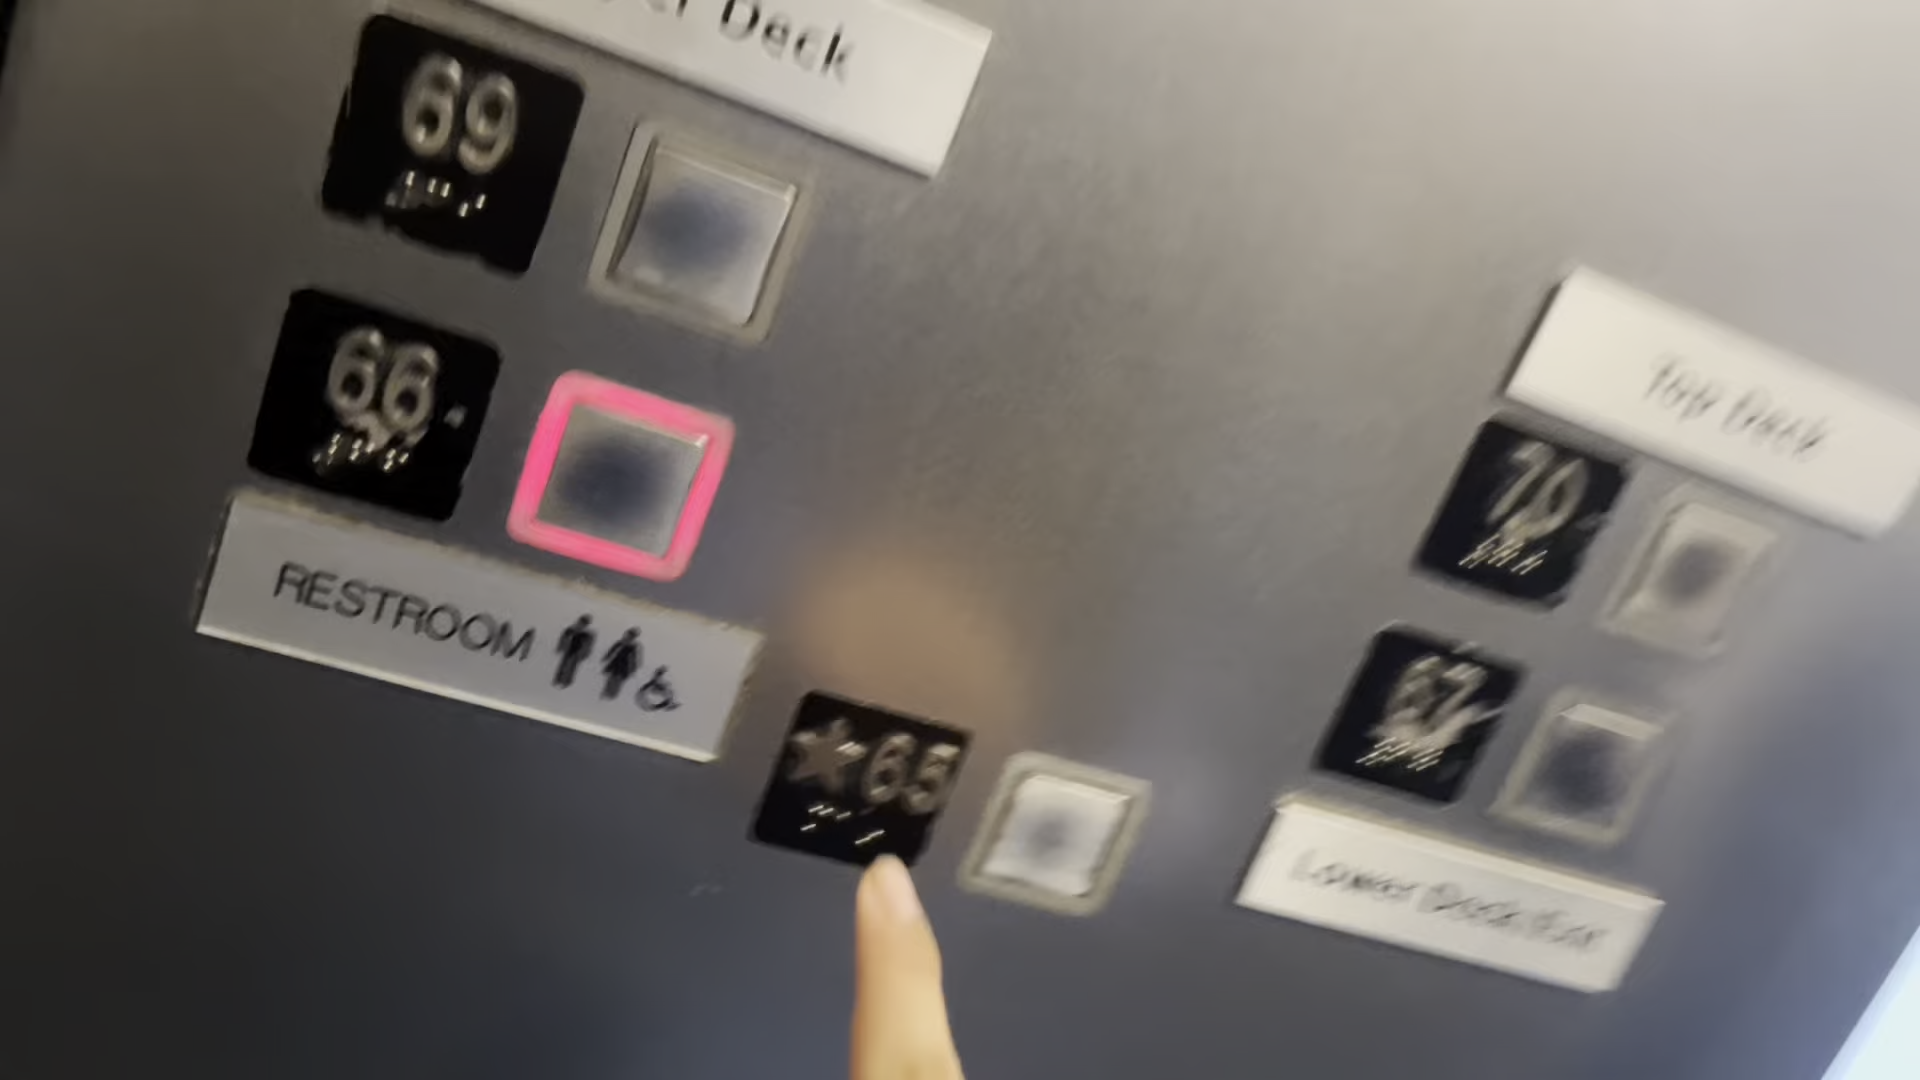 Deck
69
66
RESTROOM
★65
Top Deck
70
67
Lower Deck